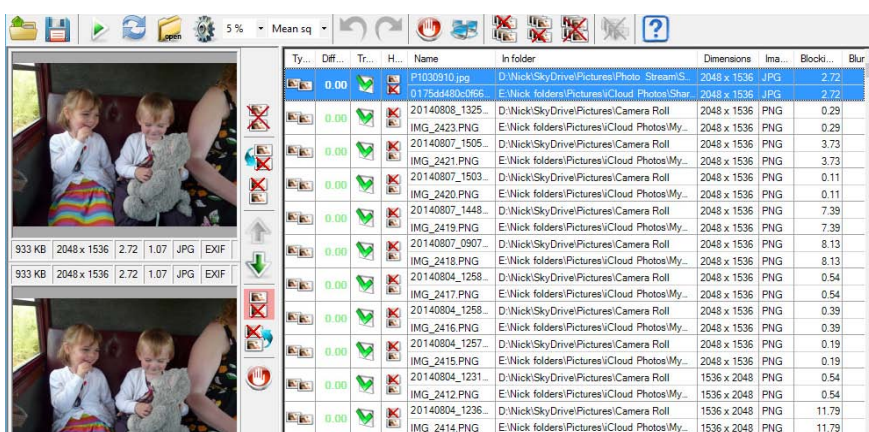 open 5 % Mean sq ?
Ty... Diff... Tr... H... Name In folder Dimensions Ima... Blocki... Blur
P1030910.jpg D:\Nick\SkyDrive\Pictures\Photo Stream\S... 2048 x 1536 JPG 2.72
0.00
0175dd480c0f66... E:\Nick folders\Pictures\iCloud Photos\Shar... 2048 x 1536 JPG 2.72
20140808_1325... D:\Nick\SkyDrive\Pictures\Camera Roll 2048 x 1536 PNG 0.29
0.00
IMG_2423.PNG E:\Nick folders\Pictures\iCloud Photos\My... 2048 x 1536 PNG 0.29
20140807_1505... D:\Nick\SkyDrive\Pictures\Camera Roll 2048 x 1536 PNG 3.73
0.00
IMG_2421.PNG E:\Nick folders\Pictures\iCloud Photos\My... 2048 x 1536 PNG 3.73
20140807_1503... D:\Nick\SkyDrive\Pictures\Camera Roll 2048 x 1536 PNG 0.11
0.00
IMG_2420.PNG E:\Nick folders\Pictures\iCloud Photos\My... 2048 x 1536 PNG 0.11
20140807_1448... D:\Nick\SkyDrive\Pictures\Camera Roll 2048 x 1536 PNG 7.39
0.00
IMG_2419.PNG E:\Nick folders\Pictures\iCloud Photos\My... 2048 x 1536 PNG 7.39
20140807_0907... D:\Nick\SkyDrive\Pictures\Camera Roll 2048 x 1536 PNG 8.13
0.00
IMG_2418.PNG E:\Nick folders\Pictures\iCloud Photos\My... 2048 x 1536 PNG 8.13
20140804_1258... D:\Nick\SkyDrive\Pictures\Camera Roll 2048 x 1536 PNG 0.54
0.00
IMG_2417.PNG E:\Nick folders\Pictures\iCloud Photos\My... 2048 x 1536 PNG 0.54
20140804_1258... D:\Nick\SkyDrive\Pictures\Camera Roll 2048 x 1536 PNG 0.39
0.00
IMG_2416.PNG E:\Nick folders\Pictures\iCloud Photos\My... 2048 x 1536 PNG 0.39
20140804_1257... D:\Nick\SkyDrive\Pictures\Camera Roll 2048 x 1536 PNG 0.19
0.00
IMG_2415.PNG E:\Nick folders\Pictures\iCloud Photos\My... 2048 x 1536 PNG 0.19
20140804_1231... D:\Nick\SkyDrive\Pictures\Camera Roll 1536 x 2048 PNG 0.54
0.00
IMG_2412.PNG E:\Nick folders\Pictures\iCloud Photos\My... 1536 x 2048 PNG 0.54
20140804_1236... D:\Nick\SkyDrive\Pictures\Camera Roll 1536 x 2048 PNG 11.79
0.00
IMG_2414.PNG E:\Nick folders\Pictures\iCloud Photos\My... 1536 x 2048 PNG 11.79
933 KB 2048 x 1536 2.72 1.07 JPG EXIF
933 KB 2048 x 1536 2.72 1.07 JPG EXIF